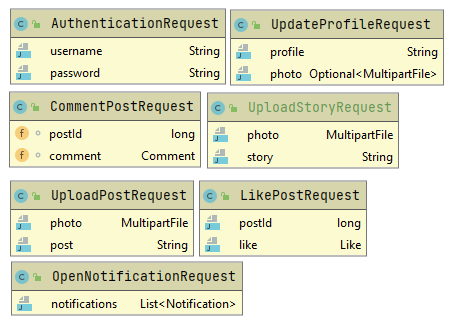 AuthenticationRequest
username String
password String
UpdateProfileRequest
profile String
photo Optional<MultipartFile>
CommentPostRequest
postId long
comment Comment
UploadStoryRequest
photo MultipartFile
story String
UploadPostRequest
photo MultipartFile
post String
LikePostRequest
postId long
like Like
OpenNotificationRequest
notifications List<Notification>